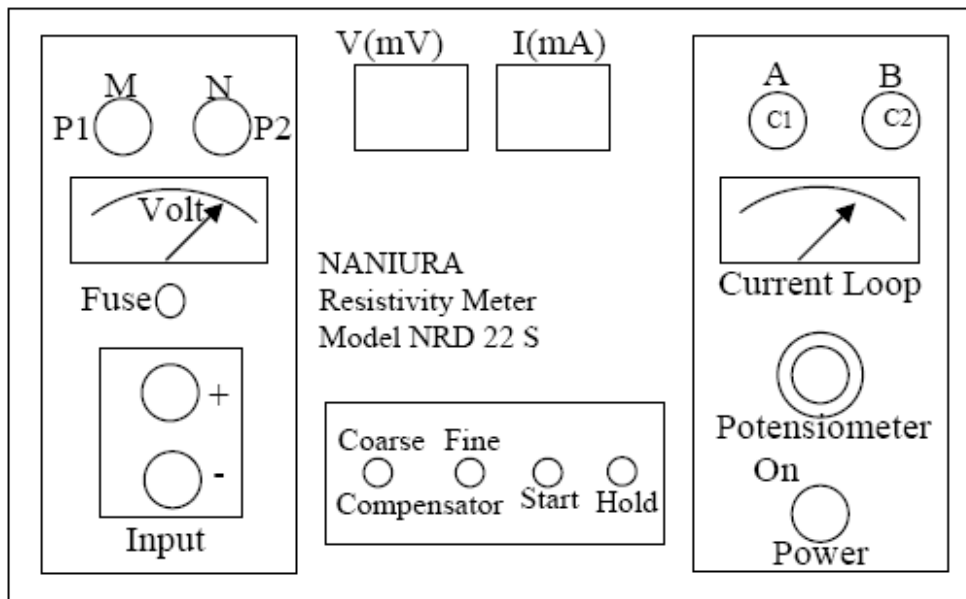 M N
P1 P2
Volt
Fuse
+
-
Input
V(mV) I(mA)
NANIURA
Resistivity Meter
Model NRD 22 S
Coarse Fine
Compensator Start Hold
A B
C1 C2
Current Loop
Potensiometer
On
Power